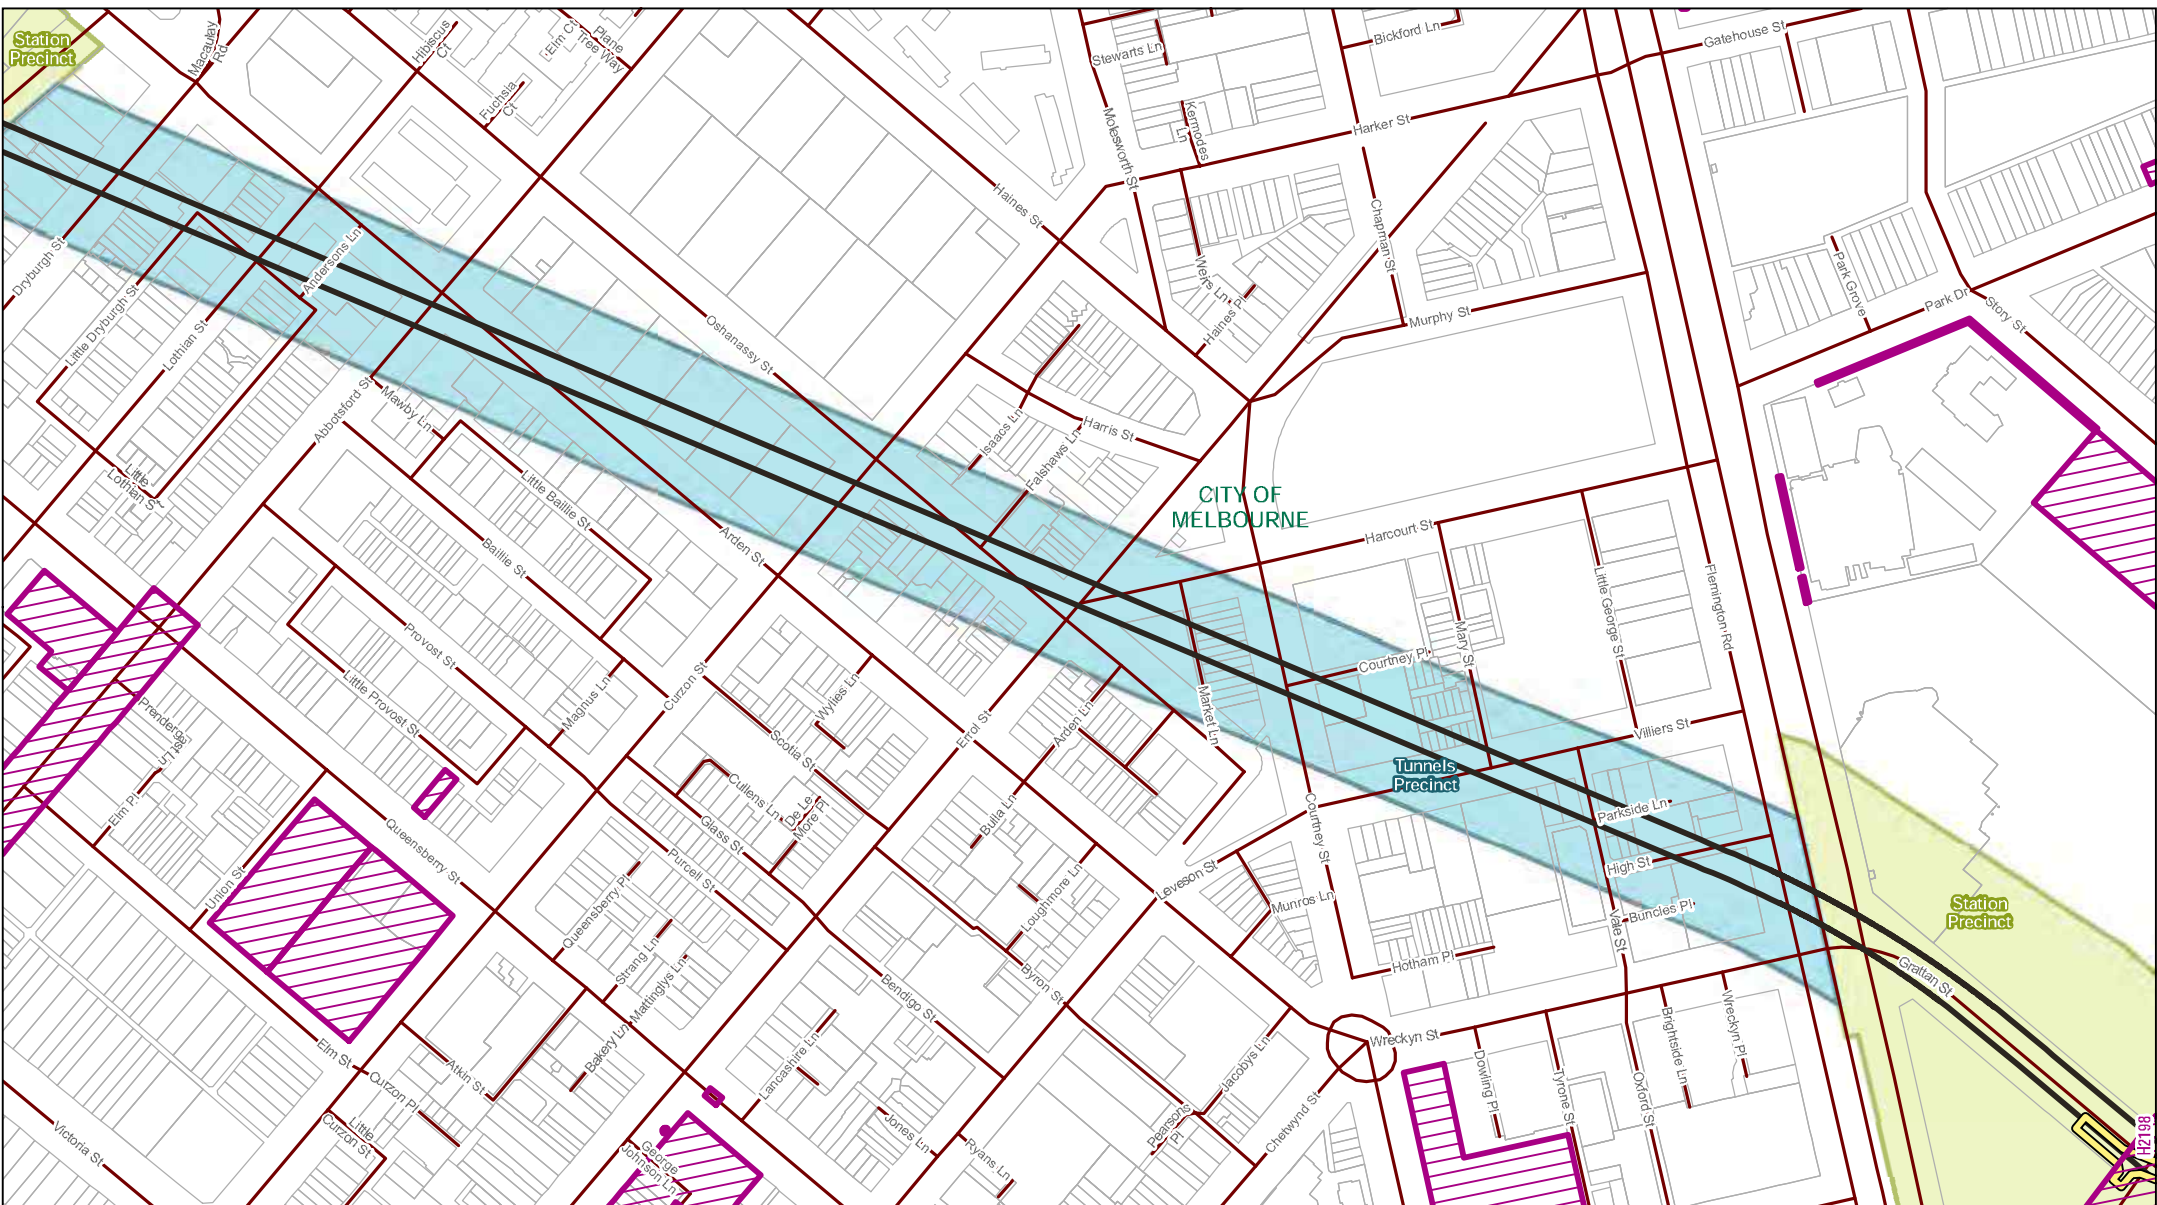 Station
Precinct
Macaulay
Rd
Hibiscus
Ct
Elm Ct
Plane
Tree Way
Fuchsia
Ct
Stewarts Ln
Bickford Ln
Gatehouse St
Molesworth St
Kermodes
Ln
Harker St
Haines St
Chapman St
Weirs Ln
Haines Pl
Murphy St
Park Grove
Park Dr
Story St
Dryburgh St
Little Dryburgh St
Lothian St
Andersons Ln
Oshanassy St
Abbotsford St
Mawby Ln
Isaacs Ln
Falshaws Ln
Harris St
Little
Lothian St~
Little Baillie St
Baillie St
Arden St
CITY OF
MELBOURNE
Harcourt St
Little George St
Flemington Rd
Mary St
Courtney Pl
Provost St
Little Provost St
Magnus Ln
Curzon St
Wylies Ln
Scotia St
Errol St
Arden Ln
Market Ln
Villiers St
Tunnels
Precinct
Parkside Ln
High St
Buncles Pl
Vale St
Prenderg
ast Ln
Elm Pl
Union St
Queensberry St
Cullens Ln
De Le
More Pl
Glass St
Purcell St
Bulla Ln
Loughmore Ln
Leveson St
Courtney St
Munros Ln
Hotham Pl
Station
Precinct
Grattan St
Queensberry Pl
Strang Ln
Mattinglys Ln
Bendigo St
Byron St
Wreckyn St
Dowling Pl
Tyrone St
Oxford St
Brightside Ln
Wreckyn Pl
Elm St
Curzon Pl
Atkin St
Bakery Ln
Lancashire Ln
Jones Ln
Ryans Ln
Jacobys Ln
Pearsons
Pl
Chetwynd St
Victoria St
Little
Curzon St
George
Johnson Ln
H2198